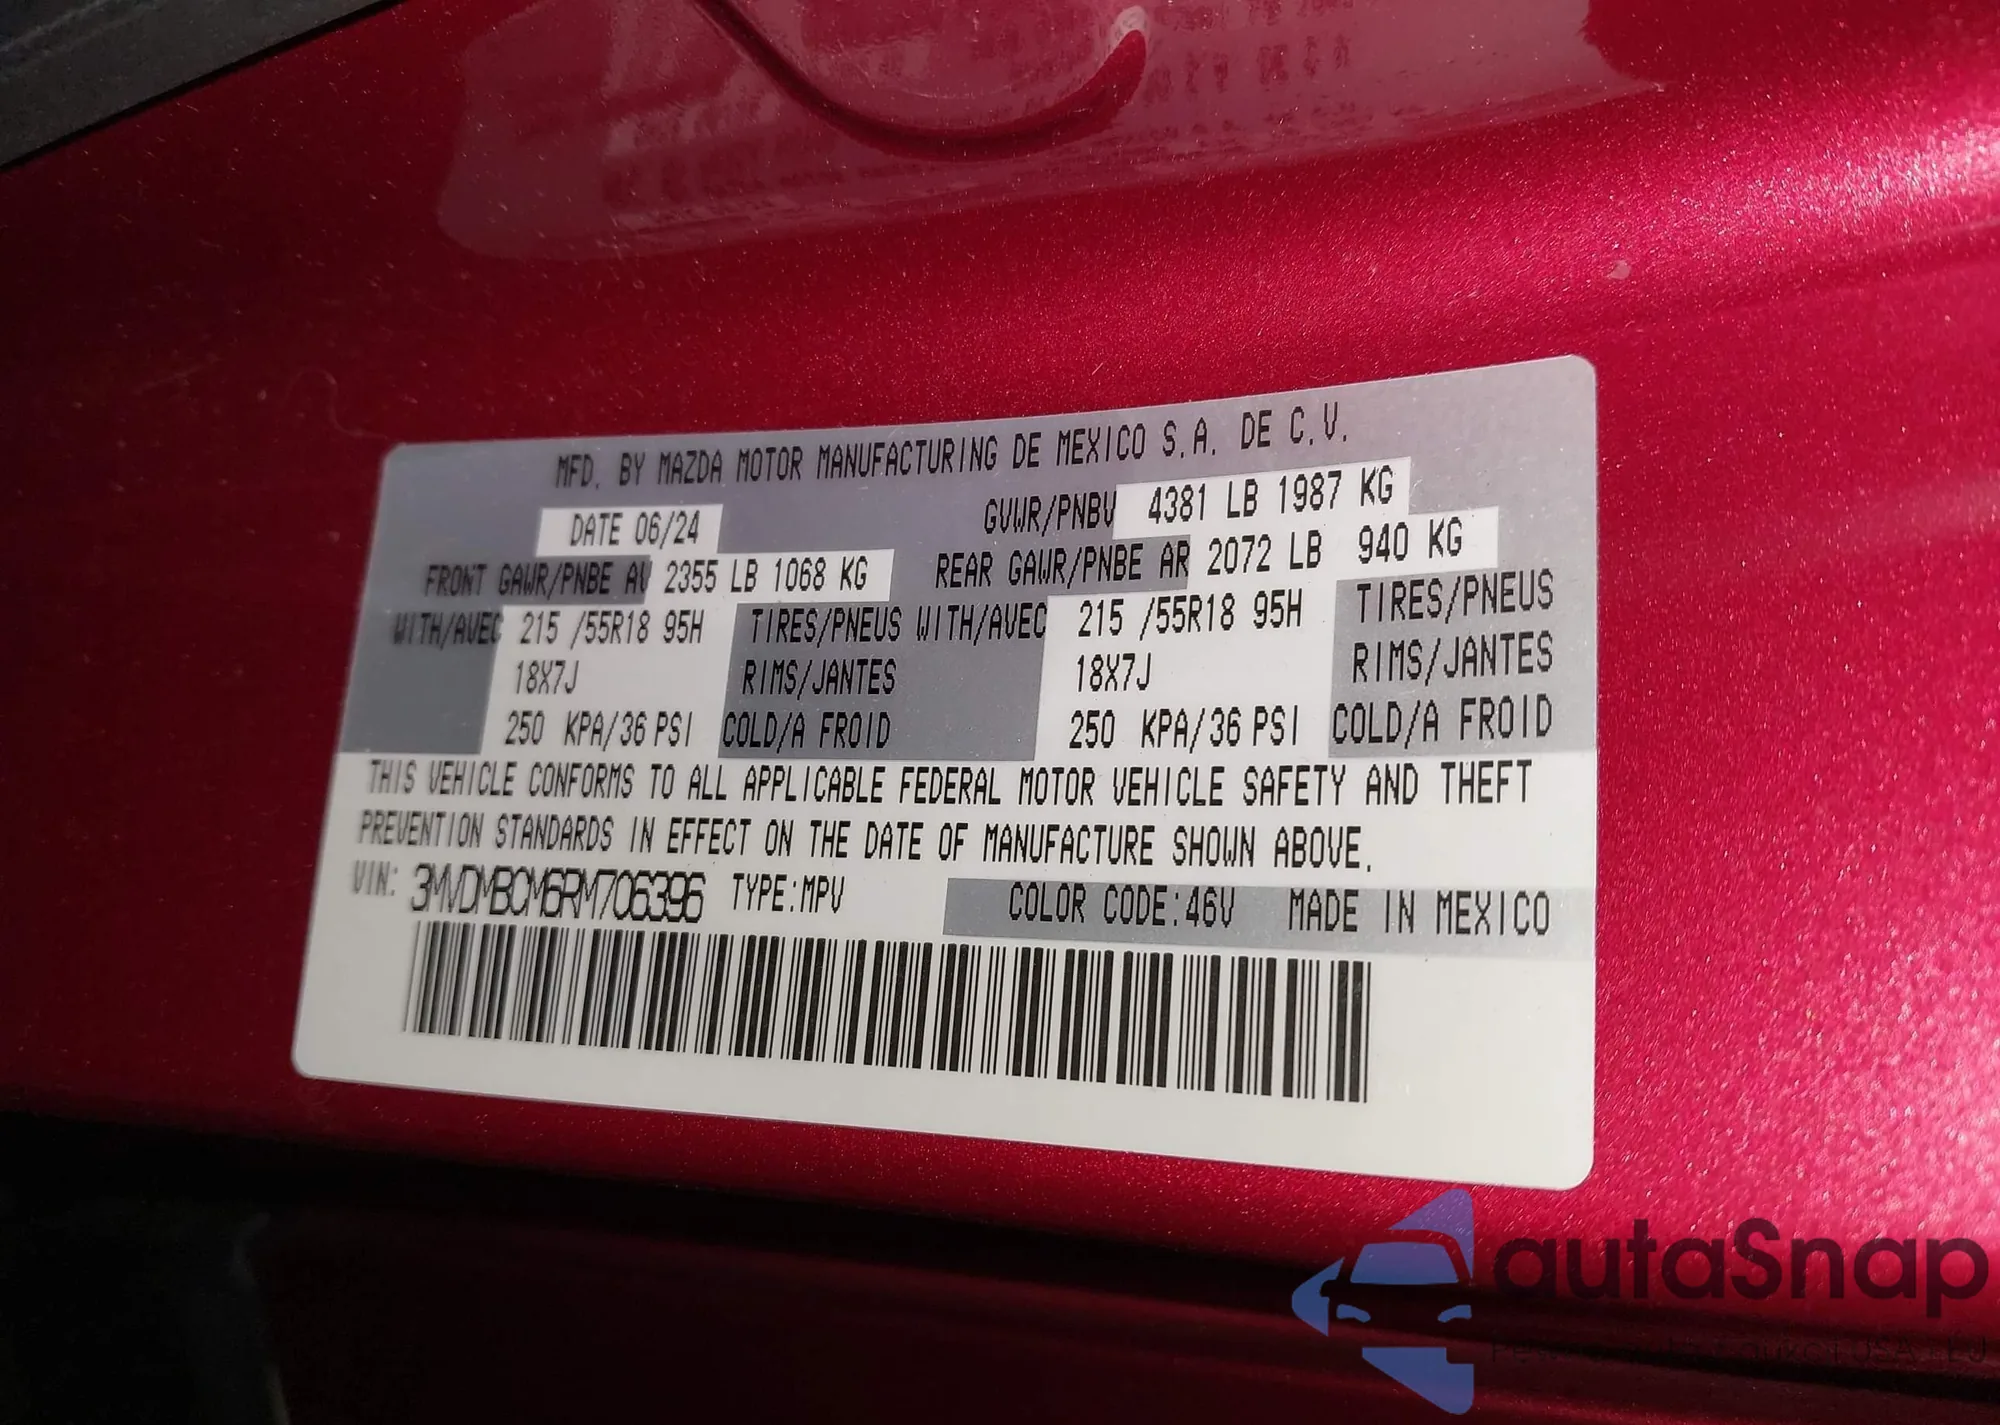 MFD. BY MAZDA MOTOR MANUFACTURING DE MEXICO S.A. DE C.V.
DATE 06/24 GVWR/PNBV 4381 LB 1987 KG
FRONT GAWR/PNBE AV 2355 LB 1068 KG REAR GAWR/PNBE AR 2072 LB 940 KG
WITH/AVEC 215 /55R18 95H TIRES/PNEUS WITH/AVEC 215 /55R18 95H TIRES/PNEUS
18X7J RIMS/JANTES 18X7J RIMS/JANTES
250 KPA/36 PSI COLD/A FROID 250 KPA/36 PSI COLD/A FROID
THIS VEHICLE CONFORMS TO ALL APPLICABLE FEDERAL MOTOR VEHICLE SAFETY AND THEFT
PREVENTION STANDARDS IN EFFECT ON THE DATE OF MANUFACTURE SHOWN ABOVE.
VIN: 3MVDMBCM6RM706396 TYPE:MPV COLOR CODE:46V MADE IN MEXICO
autaSnap